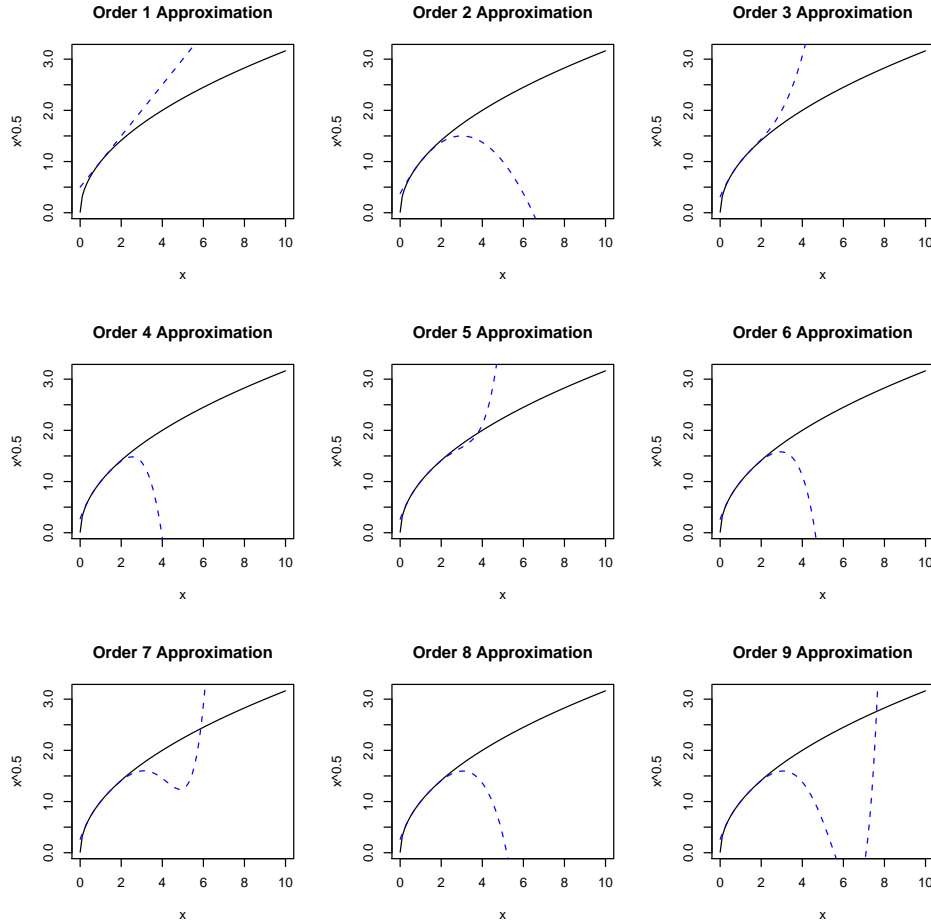 Order 1 Approximation
x^0.5
3.0
2.0
1.0
0.0
0 2 4 6 8 10
x
Order 2 Approximation
x^0.5
3.0
2.0
1.0
0.0
0 2 4 6 8 10
x
Order 3 Approximation
x^0.5
3.0
2.0
1.0
0.0
0 2 4 6 8 10
x
Order 4 Approximation
x^0.5
3.0
2.0
1.0
0.0
0 2 4 6 8 10
x
Order 5 Approximation
x^0.5
3.0
2.0
1.0
0.0
0 2 4 6 8 10
x
Order 6 Approximation
x^0.5
3.0
2.0
1.0
0.0
0 2 4 6 8 10
x
Order 7 Approximation
x^0.5
3.0
2.0
1.0
0.0
0 2 4 6 8 10
x
Order 8 Approximation
x^0.5
3.0
2.0
1.0
0.0
0 2 4 6 8 10
x
Order 9 Approximation
x^0.5
3.0
2.0
1.0
0.0
0 2 4 6 8 10
x